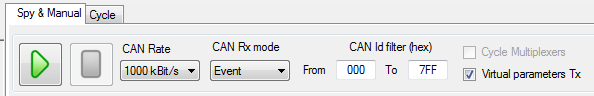 Spy & Manual Cycle
CAN Rate CAN Rx mode CAN Id filter (hex) Cycle Multiplexers
1000 kBit/s Event From 000 To 7FF Virtual parameters Tx